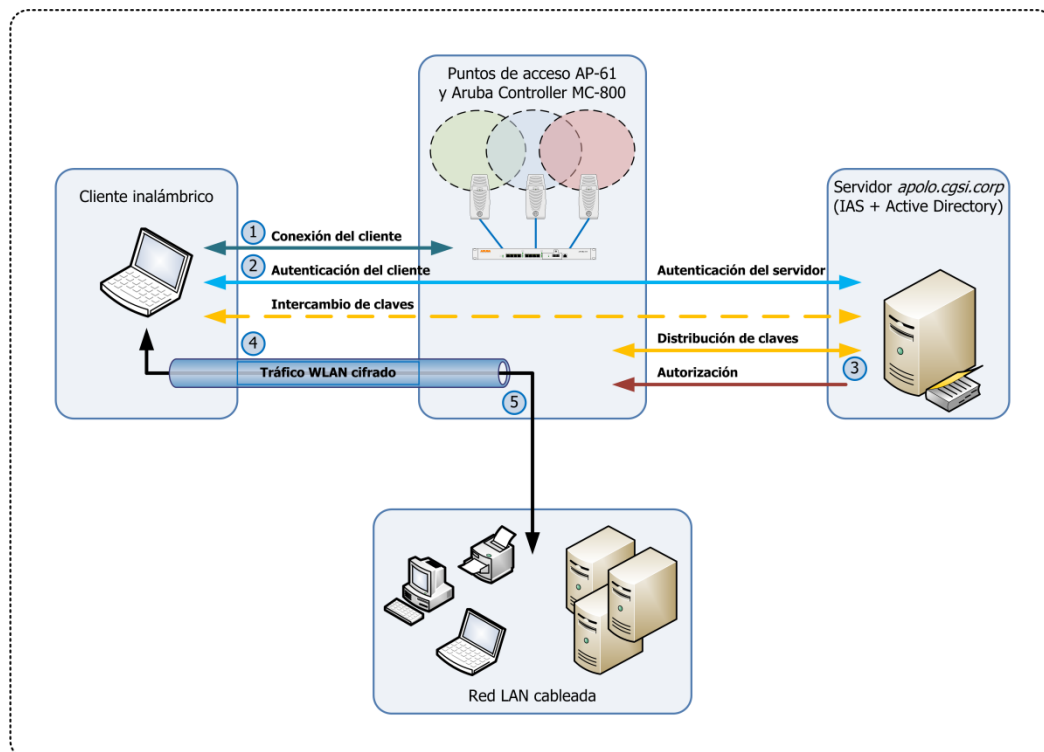 Puntos de acceso AP-61
y Aruba Controller MC-800
Cliente inalámbrico
Servidor apolo.cgsi.corp
(IAS + Active Directory)
1
Conexión del cliente
2
Autenticación del cliente
Autenticación del servidor
Intercambio de claves
Distribución de claves
4
3
Tráfico WLAN cifrado
Autorización
5
Red LAN cableada